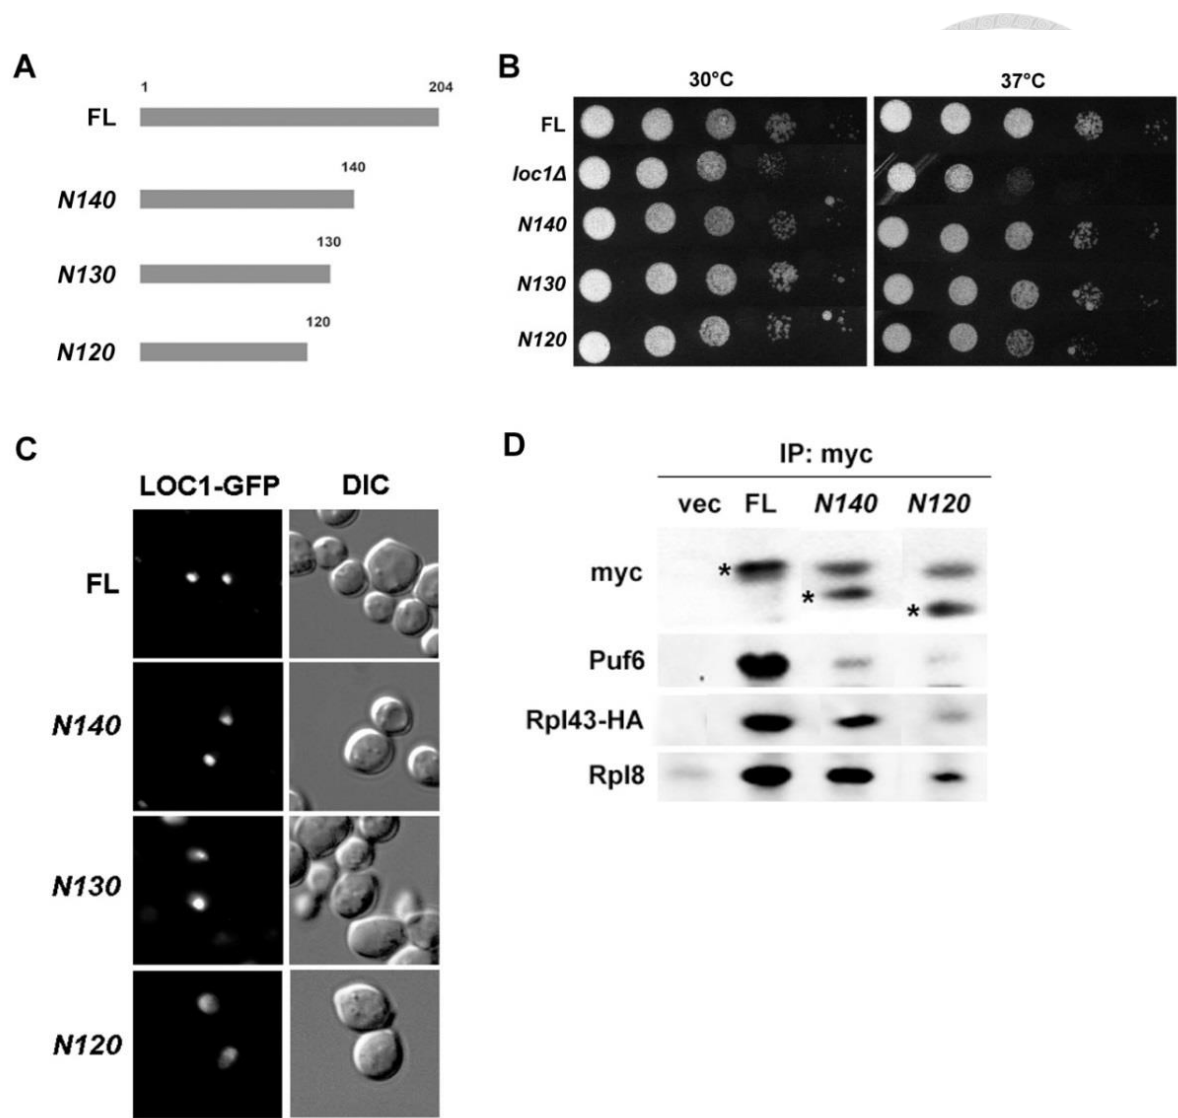 A
1 204
FL
140
N140
130
N130
120
N120
B
30°C 37°C
FL
loc1Δ
N140
N130
N120
C
LOC1-GFP DIC
FL
N140
N130
N120
D
IP: myc
vec FL N140 N120
myc * * *
Puf6
Rpl43-HA
Rpl8